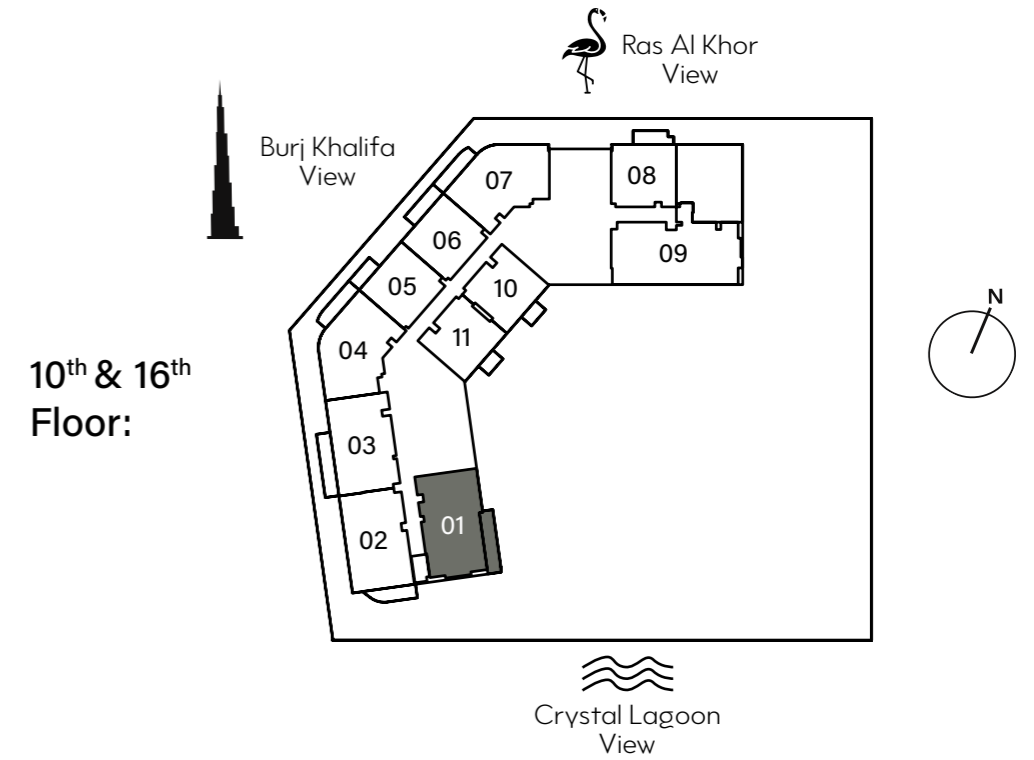 Ras Al Khor
View
Burj Khalifa
View
07
08
06
09
05
10
N
11
04
10th & 16th
Floor:
03
01
02
Crystal Lagoon
View